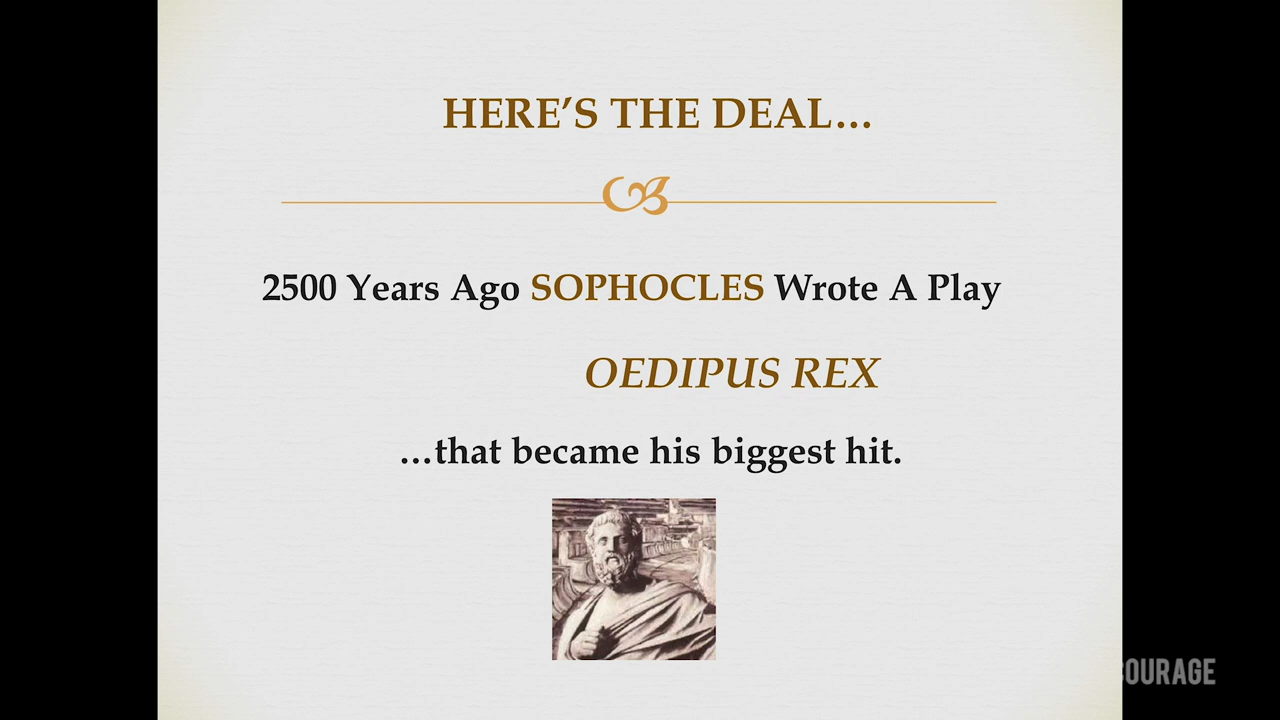 HERE’S THE DEAL…
2500 Years Ago SOPHOCLES Wrote A Play
OEDIPUS REX
…that became his biggest hit.
OURAGE